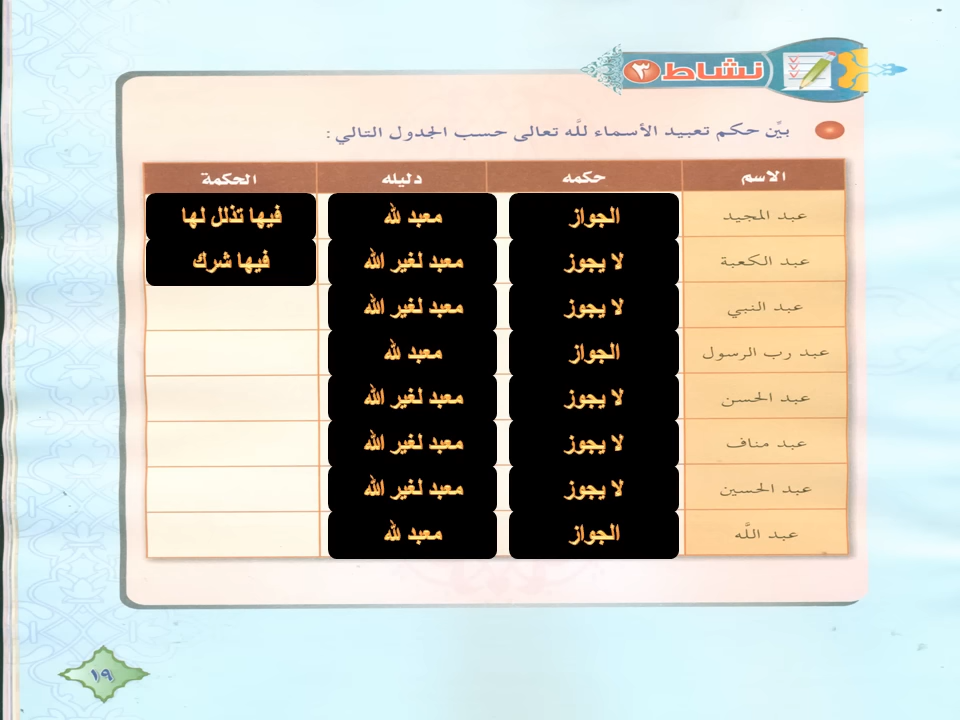 نشاط ٣
بيِّن حكم تعبيد الأسماء للَّه تعالى حسب الجدول التالي:
الاسم حكمه دليله الحكمة
عبد المجيد الجواز معبد لله فيها تذلل لها
عبد الكعبة لا يجوز معبد لغير الله فيها شرك
عبد النبي لا يجوز معبد لغير الله
عبد رب الرسول الجواز معبد لله
عبد الحسن لا يجوز معبد لغير الله
عبد مناف لا يجوز معبد لغير الله
عبد الحسين لا يجوز معبد لغير الله
عبد اللَّه الجواز معبد لله
١٩